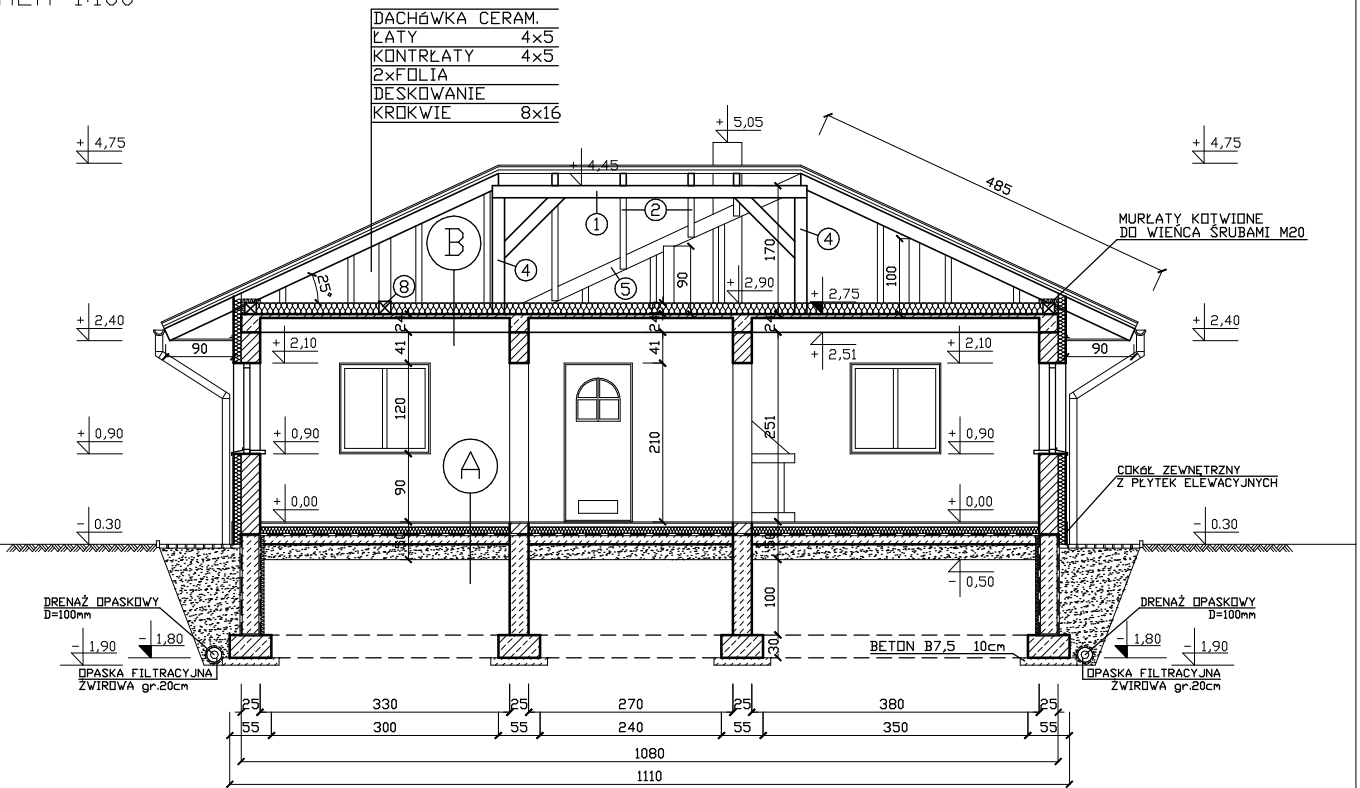 DACHÓWKA CERAM.
ŁATY 4x5
KONTRŁATY 4x5
2xFOLIA
DESKOWANIE
KROKWIE 8x16
+ 5,05
+ 4,75
+ 4,75
+ 4,45
485
MURŁATY KOTWIONE
DO WIEŃCA ŚRUBAMI M20
1
2
4
170
B
4
5
8
25°
90
100
+ 2,90
+ 2,75
+ 2,40
+ 2,40
24
24
24
90
+ 2,10
41
41
+ 2,51
+ 2,10
90
120
210
251
+ 0,90
+ 0,90
+ 0,90
+ 0,90
A
90
COKÓŁ ZEWNĘTRZNY
Z PŁYTEK ELEWACYJNYCH
+ 0,00
+ 0,00
- 0.30
- 0.30
50
50
- 0,50
100
DRENAŻ OPASKOWY
D=100mm
DRENAŻ OPASKOWY
D=100mm
- 1,90
- 1,80
30
BETON B7,5 10cm
- 1,80
- 1,90
OPASKA FILTRACYJNA
ŻWIROWA gr.20cm
OPASKA FILTRACYJNA
ŻWIROWA gr.20cm
25 330 25 270 25 380 25
55 300 55 240 55 350 55
1080
1110